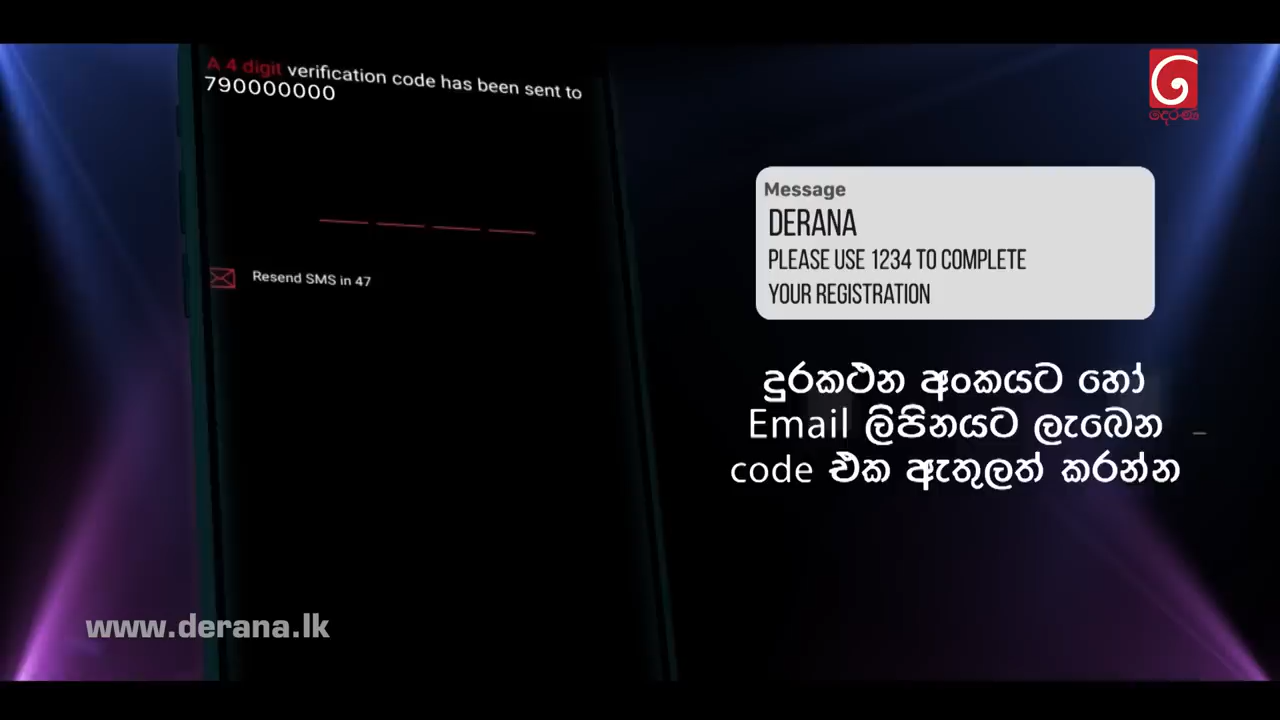 A 4 digit verification code has been sent to
790000000
Resend SMS in 47
දෙරණ
Message
DERANA
PLEASE USE 1234 TO COMPLETE
YOUR REGISTRATION
දුරකථන අංකයට හෝ
Email ලිපිනයට ලැබෙන
code එක ඇතුලත් කරන්න
www.derana.lk